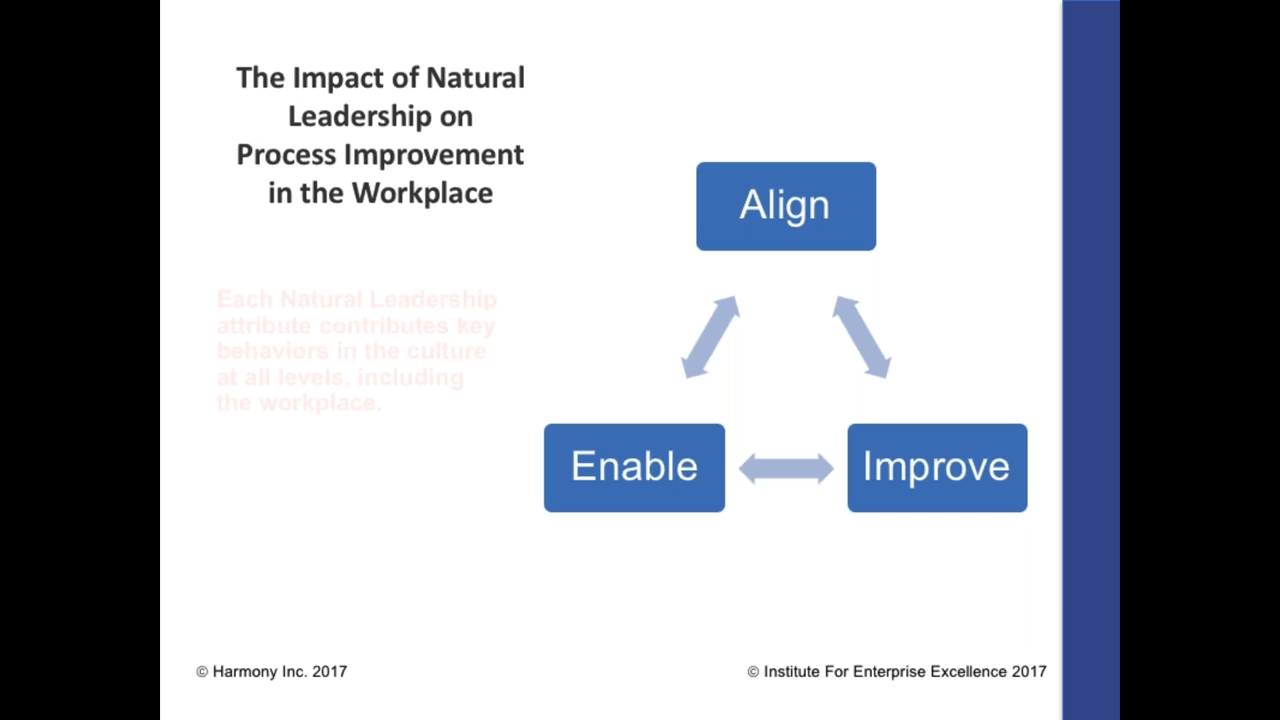 The Impact of Natural
Leadership on
Process Improvement
in the Workplace
Align
Each Natural Leadership
attribute contributes key
behaviors in the culture
at all levels, including
the workplace.
Enable
Improve
© Harmony Inc. 2017
© Institute For Enterprise Excellence 2017